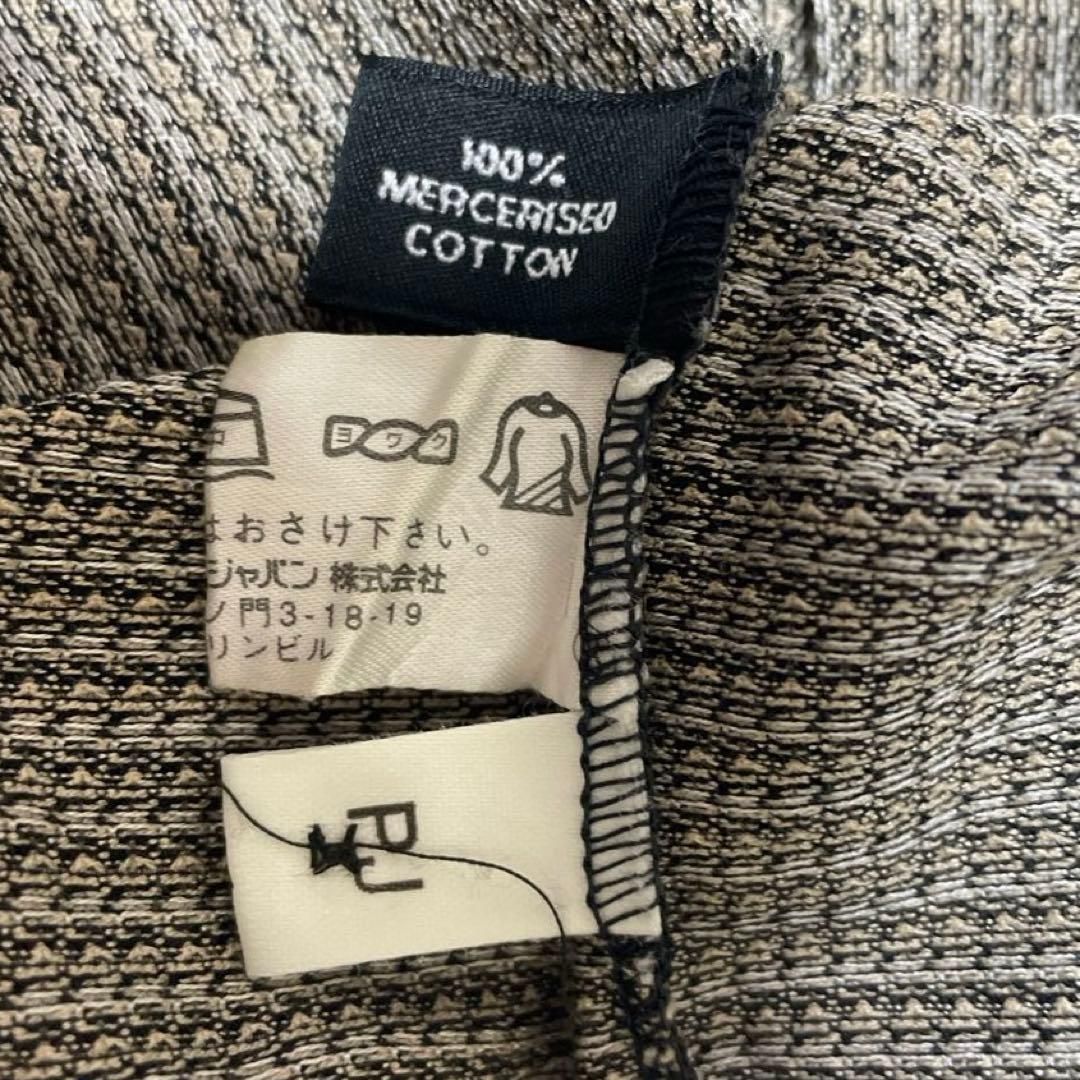 100%
MERCERISED
COTTON
ヨワク
はおさけ下さい。
ジャパン 株式会社
ノ門3-18-19
リンビル
PJ